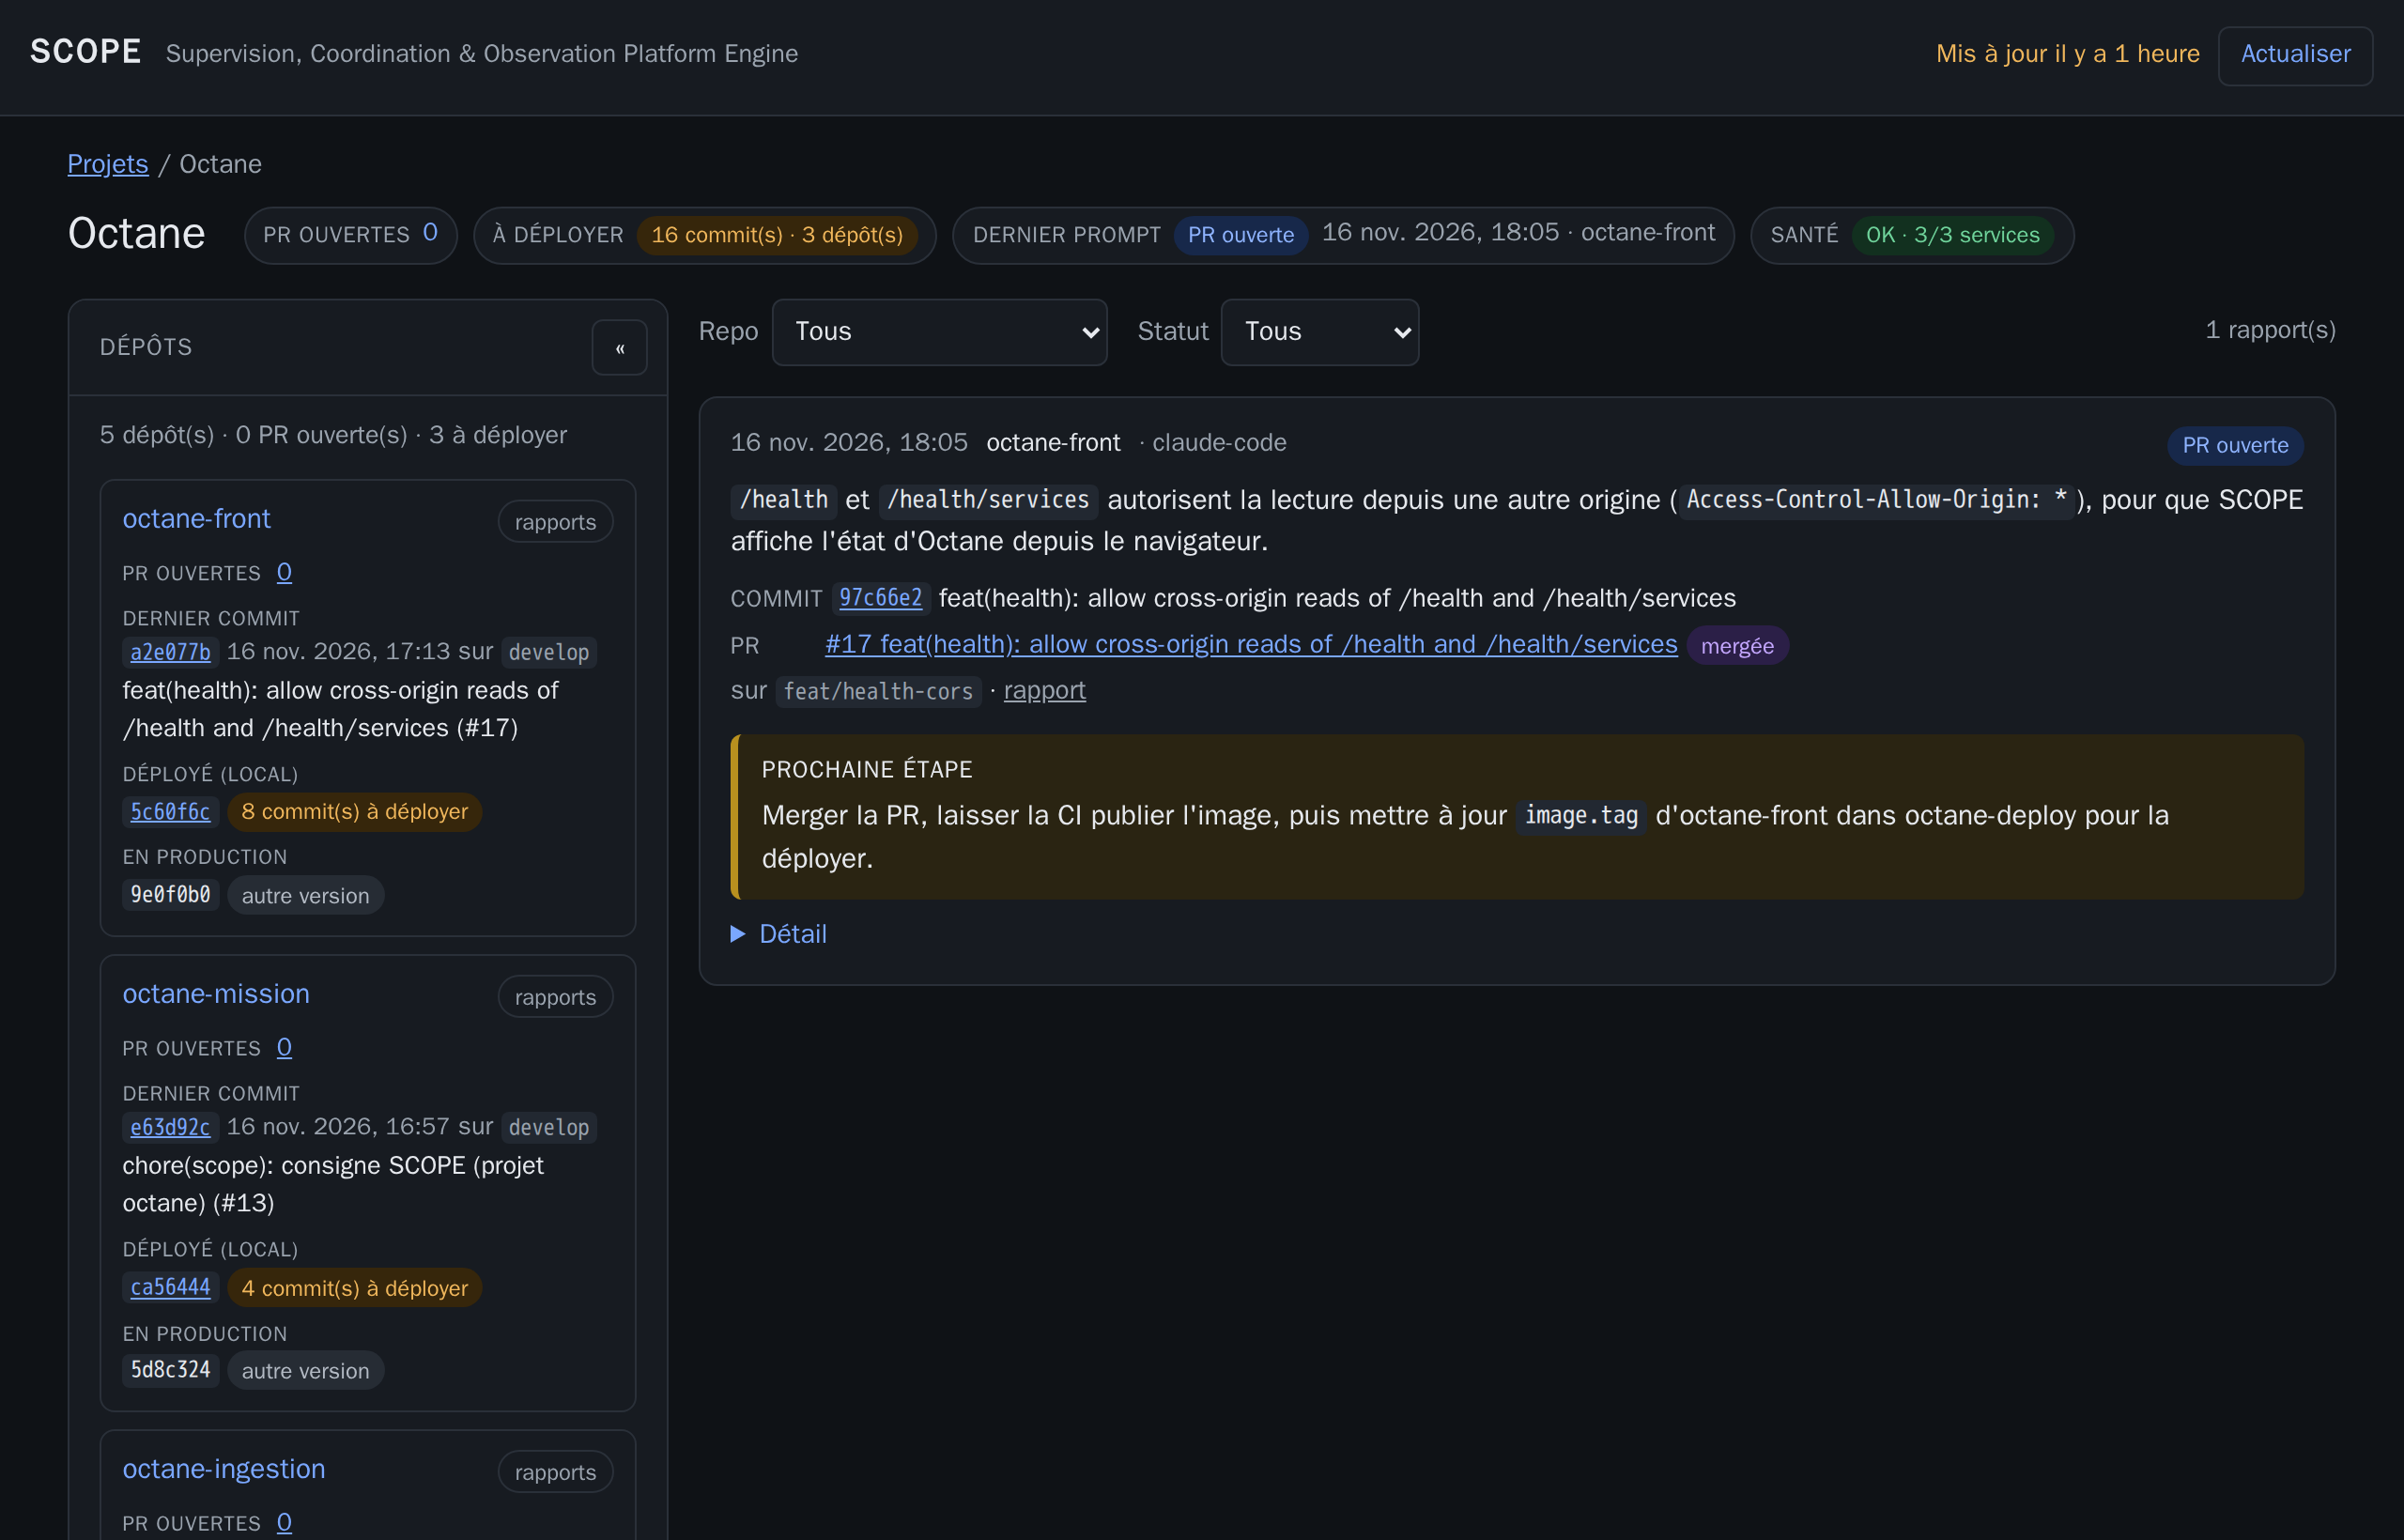 SCOPE Supervision, Coordination & Observation Platform Engine
Mis à jour il y a 1 heure Actualiser
Projets / Octane
Octane PR OUVERTES 0 À DÉPLOYER 16 commit(s) · 3 dépôt(s) DERNIER PROMPT PR ouverte 16 nov. 2026, 18:05 · octane-front SANTÉ OK · 3/3 services
DÉPÔTS «
5 dépôt(s) · 0 PR ouverte(s) · 3 à déployer
octane-front rapports
PR OUVERTES 0
DERNIER COMMIT
a2e077b 16 nov. 2026, 17:13 sur develop
feat(health): allow cross-origin reads of
/health and /health/services (#17)
DÉPLOYÉ (LOCAL)
5c60f6c 8 commit(s) à déployer
EN PRODUCTION
9e0f0b0 autre version
octane-mission rapports
PR OUVERTES 0
DERNIER COMMIT
e63d92c 16 nov. 2026, 16:57 sur develop
chore(scope): consigne SCOPE (projet
octane) (#13)
DÉPLOYÉ (LOCAL)
ca56444 4 commit(s) à déployer
EN PRODUCTION
5d8c324 autre version
octane-ingestion rapports
PR OUVERTES 0
Repo Tous Statut Tous 1 rapport(s)
16 nov. 2026, 18:05 octane-front · claude-code PR ouverte
/health et /health/services autorisent la lecture depuis une autre origine (Access-Control-Allow-Origin: *), pour que SCOPE
affiche l'état d'Octane depuis le navigateur.
COMMIT 97c66e2 feat(health): allow cross-origin reads of /health and /health/services
PR #17 feat(health): allow cross-origin reads of /health and /health/services mergée
sur feat/health-cors · rapport
PROCHAINE ÉTAPE
Merger la PR, laisser la CI publier l'image, puis mettre à jour image.tag d'octane-front dans octane-deploy pour la
déployer.
▶ Détail